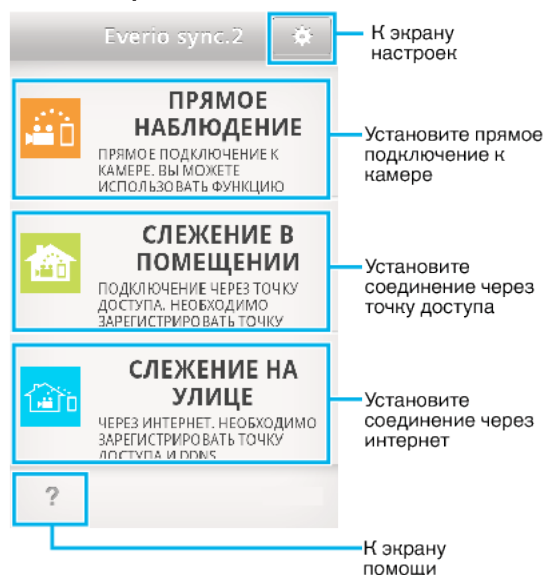 Everio sync.2
К экрану
настроек
ПРЯМОЕ
НАБЛЮДЕНИЕ
ПРЯМОЕ ПОДКЛЮЧЕНИЕ К
КАМЕРЕ. ВЫ МОЖЕТЕ
ИСПОЛЬЗОВАТЬ ФУНКЦИЮ
Установите прямое
подключение к
камере
СЛЕЖЕНИЕ В
ПОМЕЩЕНИИ
ПОДКЛЮЧЕНИЕ ЧЕРЕЗ ТОЧКУ
ДОСТУПА. НЕОБХОДИМО
ЗАРЕГИСТРИРОВАТЬ ТОЧКУ
Установите
соединение через
точку доступа
СЛЕЖЕНИЕ НА
УЛИЦЕ
ЧЕРЕЗ ИНТЕРНЕТ. НЕОБХОДИМО
ЗАРЕГИСТРИРОВАТЬ ТОЧКУ
ДОСТУПА И DDNS
Установите
соединение через
интернет
?
К экрану
помощи